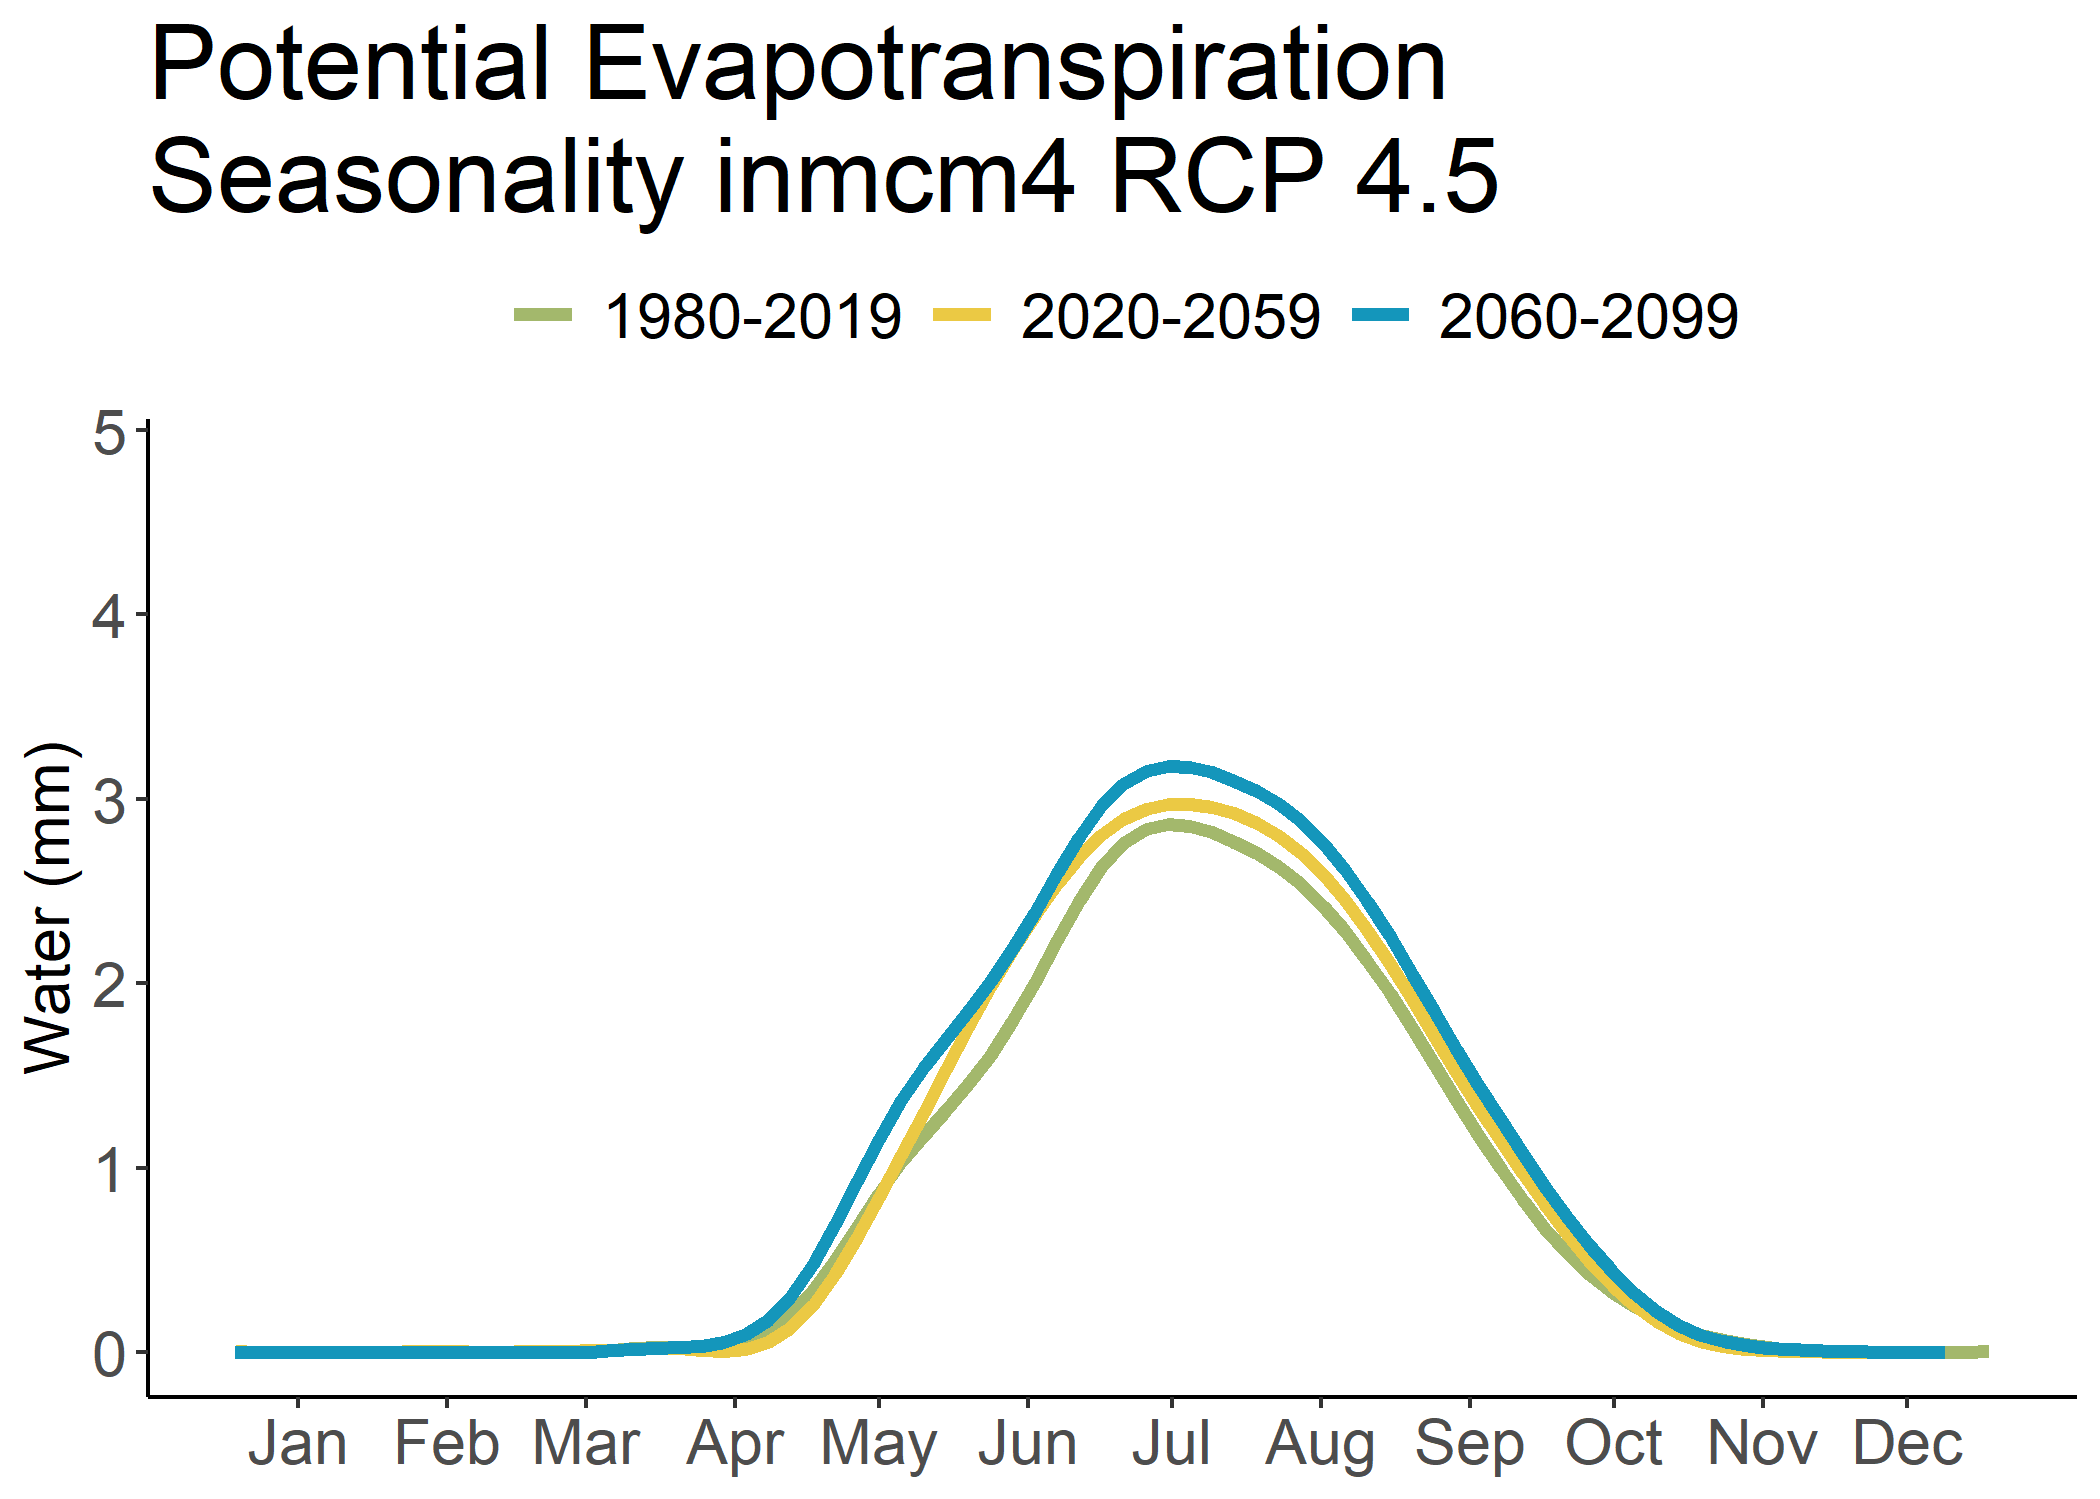 Potential Evapotranspiration
Seasonality inmcm4 RCP 4.5
1980-2019 2020-2059 2060-2099
5
4
3
2
1
0
Water (mm)
Jan Feb Mar Apr May Jun Jul Aug Sep Oct Nov Dec